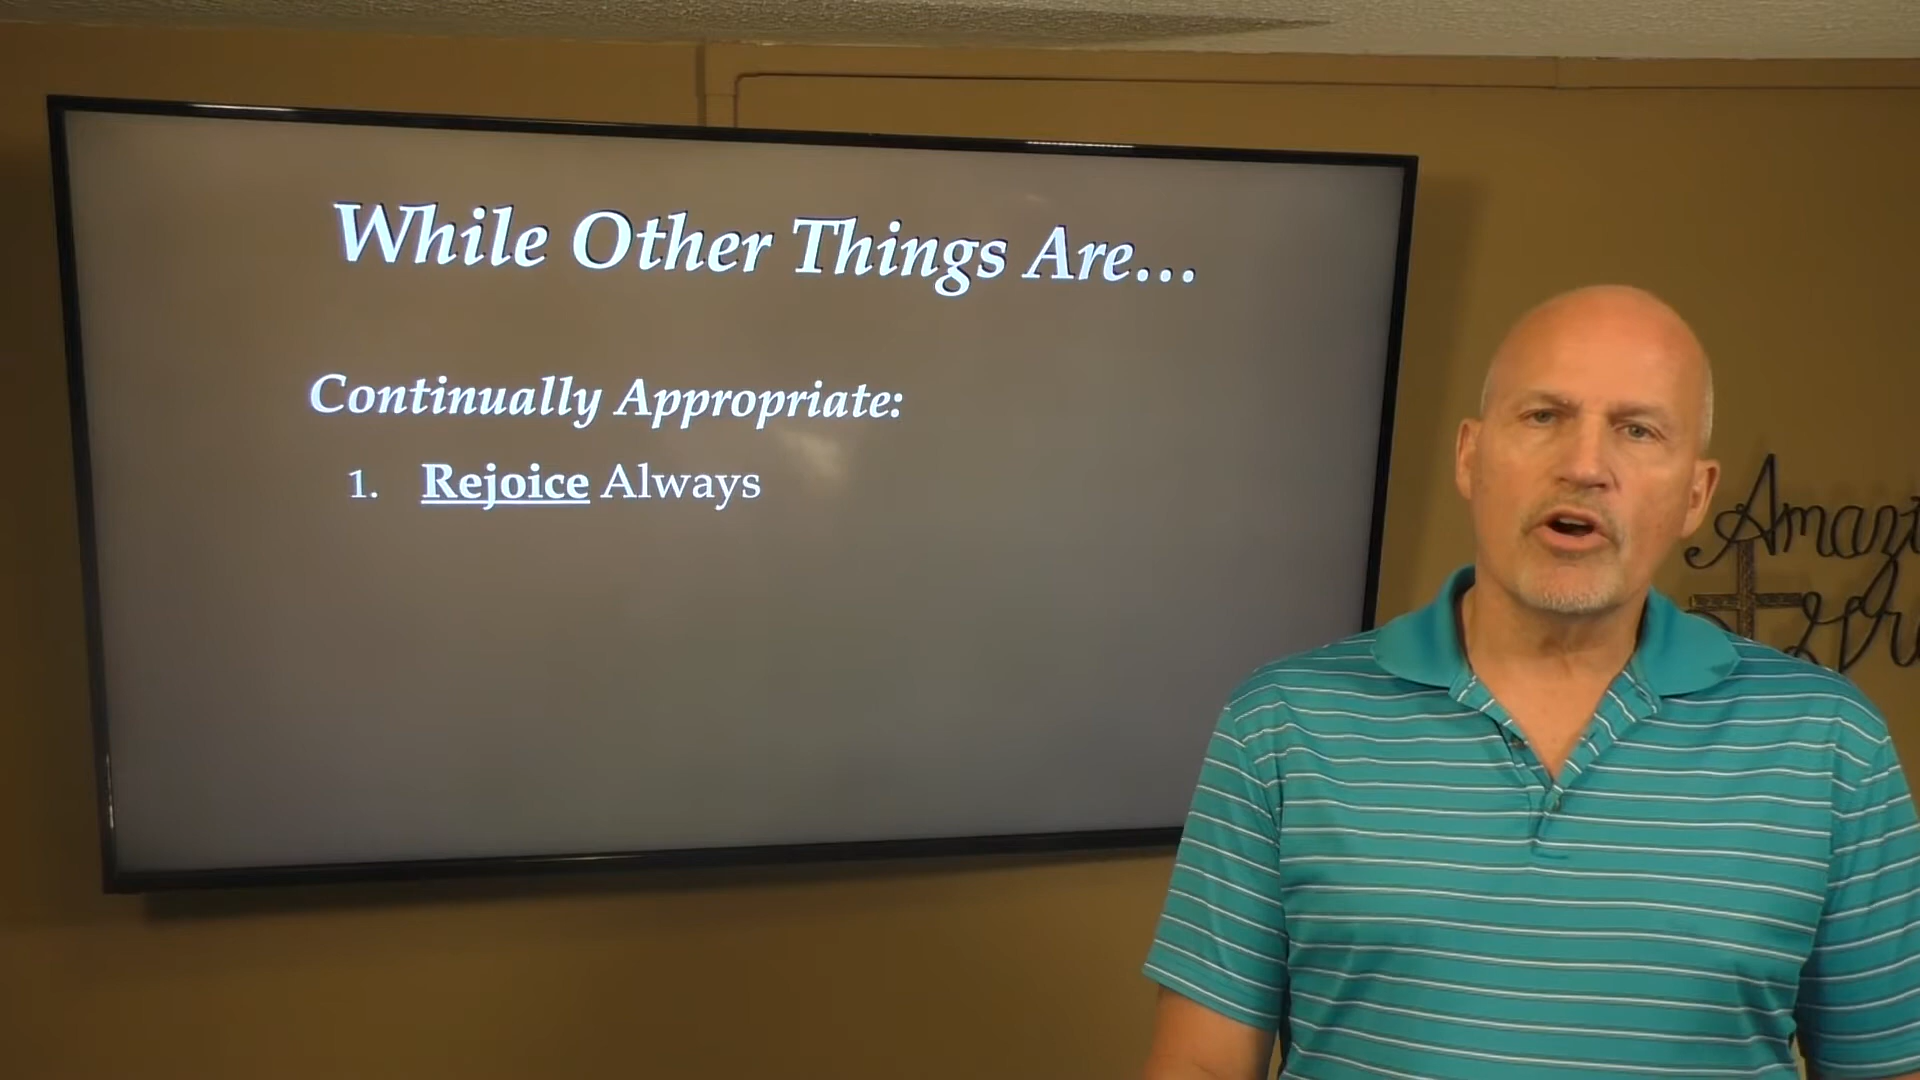 While Other Things Are...
Continually Appropriate:
1. Rejoice Always